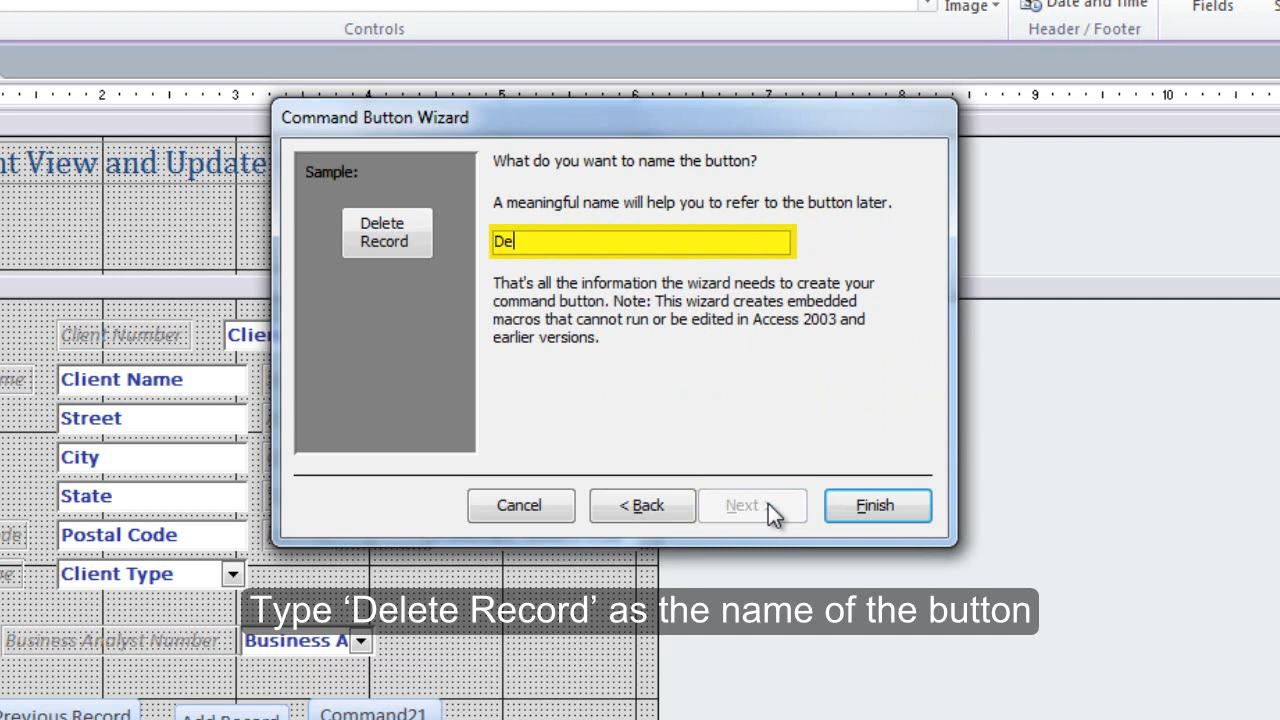 Image
Date and Time
Fields
Controls
Header / Footer
2 3 4 5 6 7 8 9 10
Command Button Wizard
nt View and Update
Sample:
Delete
Record
What do you want to name the button?
A meaningful name will help you to refer to the button later.
De
That's all the information the wizard needs to create your
command button. Note: This wizard creates embedded
macros that cannot run or be edited in Access 2003 and
earlier versions.
Client Number
Clie
me
Client Name
Street
City
State
Postal Code
Client Type
Cancel
< Back
Next >
Finish
Type ‘Delete Record’ as the name of the button
Business Analyst Number
Business A
Previous Record
Add Record
Command21